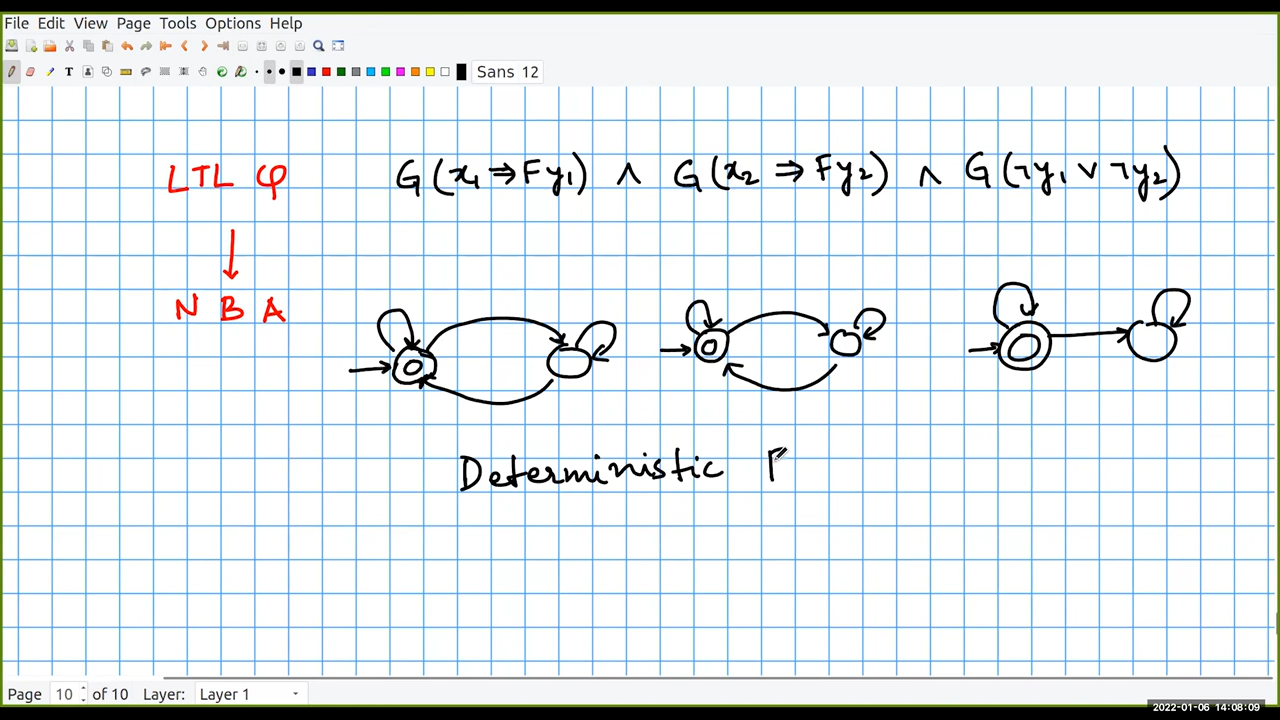 File Edit View Page Tools Options Help
T Sans 12
LTL φ G(x₁ ⇒ Fy₁) ∧ G(x₂ ⇒ Fy₂) ∧ G(¬y₁ ∨ ¬y₂)
N B A
Deterministic
Page 10 of 10 Layer: Layer 1
2022-01-06 14:08:09